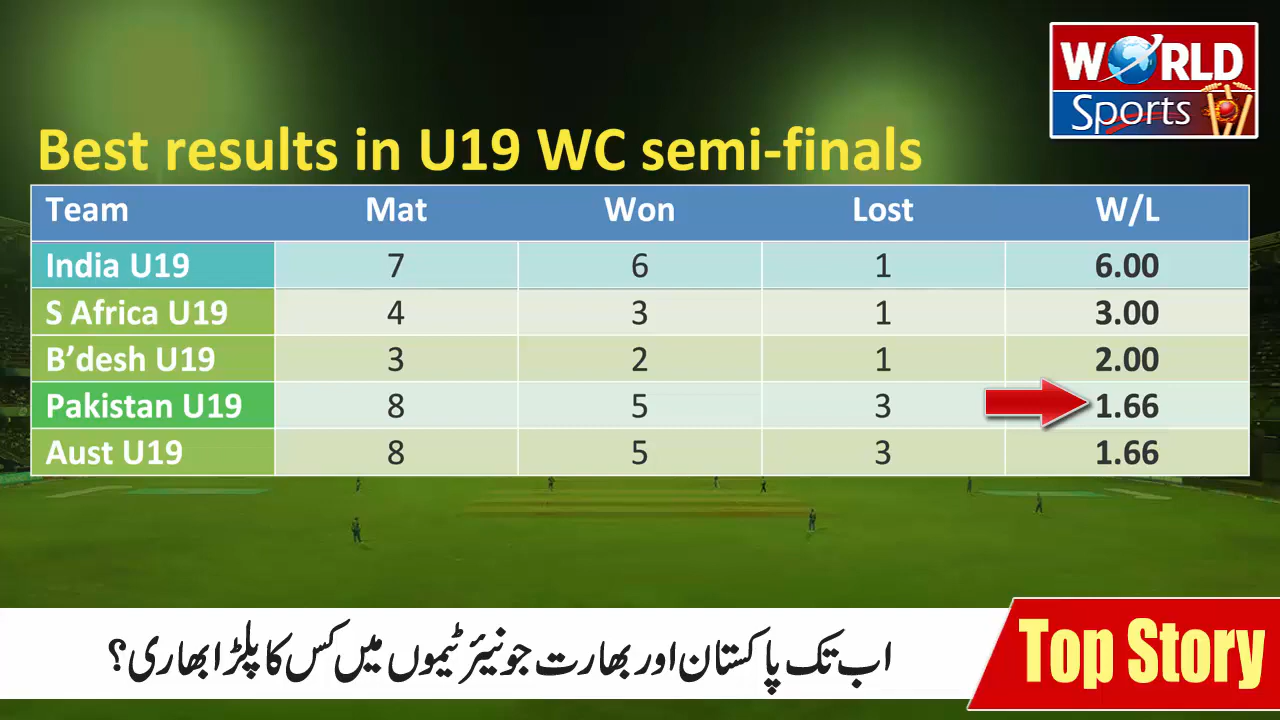 WORLD
Sports
Best results in U19 WC semi-finals
Team Mat Won Lost W/L
India U19 7 6 1 6.00
S Africa U19 4 3 1 3.00
B’desh U19 3 2 1 2.00
Pakistan U19 8 5 3 1.66
Aust U19 8 5 3 1.66
اب تک پاکستان اور بھارت جونیئر ٹیموں میں کس کا پلڑا بھاری؟
Top Story